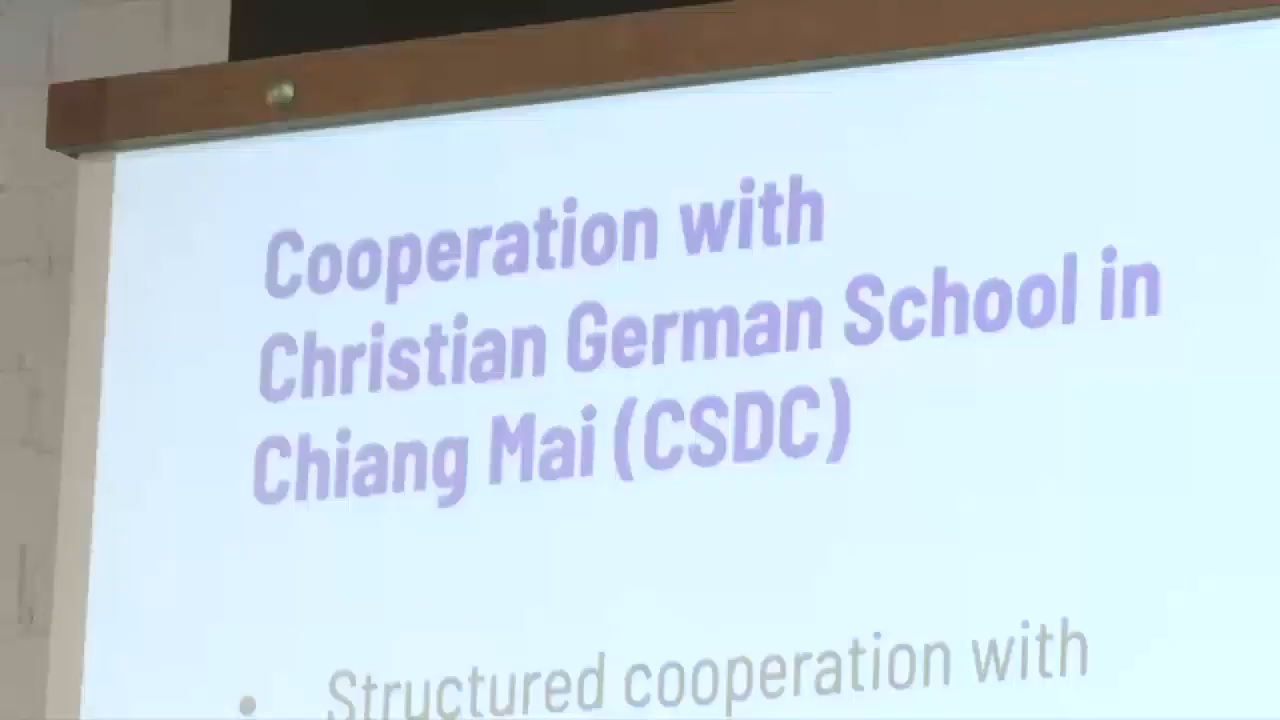 Cooperation with
Christian German School in
Chiang Mai (CSDC)
• Structured cooperation with